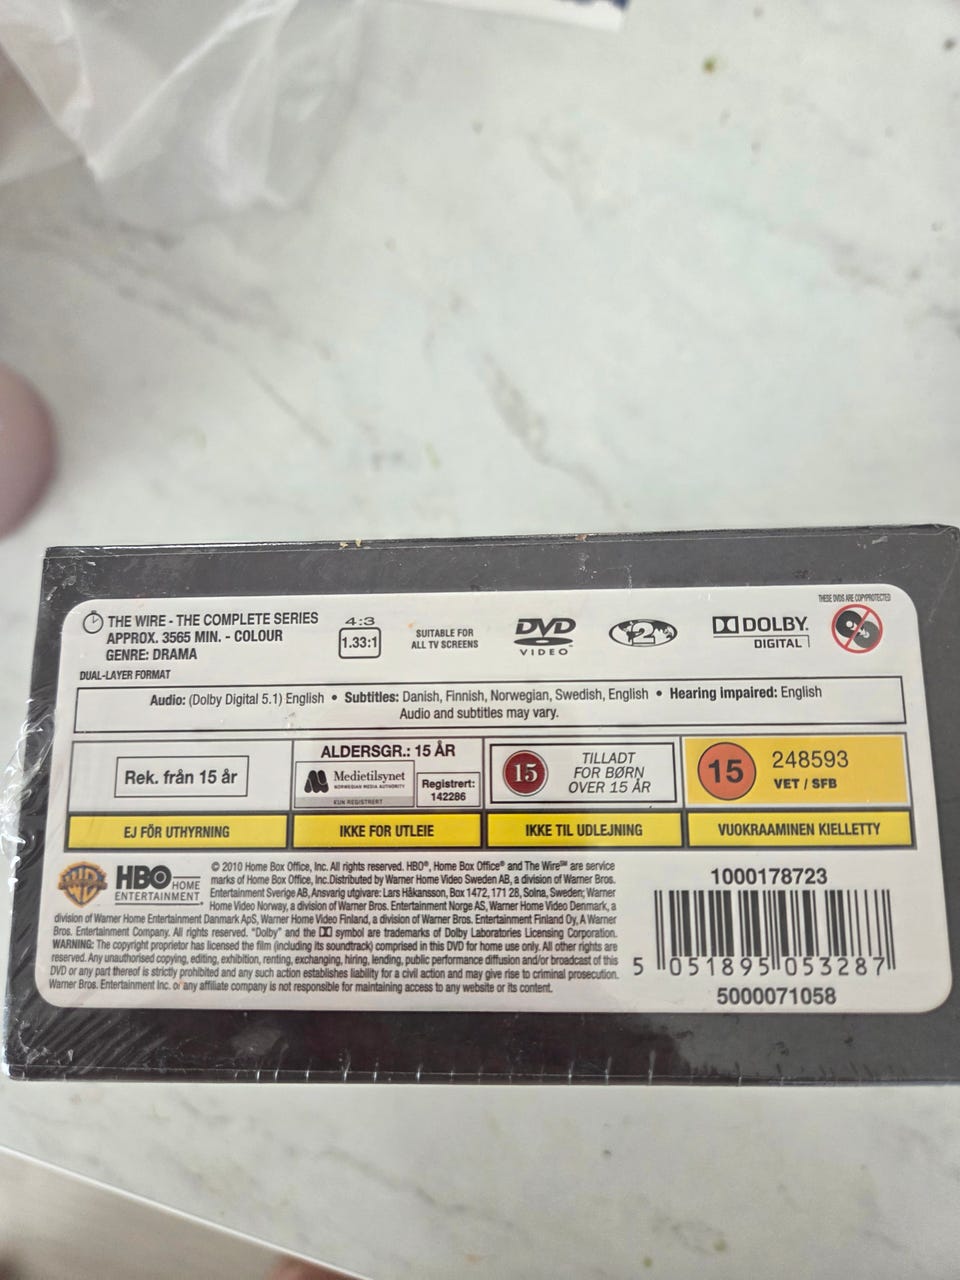 THE WIRE - THE COMPLETE SERIES
APPROX. 3565 MIN. - COLOUR
GENRE: DRAMA
DUAL-LAYER FORMAT
4:3
1.33:1
SUITABLE FOR
ALL TV SCREENS
DVD
VIDEO™
2
DOLBY
DIGITAL
THESE DVDS ARE COPYPROTECTED
Audio: (Dolby Digital 5.1) English • Subtitles: Danish, Finnish, Norwegian, Swedish, English • Hearing impaired: English
Audio and subtitles may vary.
Rek. från 15 år
ALDERSGR.: 15 ÅR
Medietilsynet
NORWEGIAN MEDIA AUTHORITY
KUN REGISTRERT
Registrert:
142286
15
TILLADT
FOR BØRN
OVER 15 ÅR
15
248593
VET / SFB
EJ FÖR UTHYRNING
IKKE FOR UTLEIE
IKKE TIL UDLEJNING
VUOKRAAMINEN KIELLETTY
WB
HBO
HOME
ENTERTAINMENT.
© 2010 Home Box Office, Inc. All rights reserved. HBO®, Home Box Office® and The Wire℠ are service
marks of Home Box Office, Inc.Distributed by Warner Home Video Sweden AB, a division of Warner Bros.
Entertainment Sverige AB, Ansvarig utgivare: Lars Håkansson, Box 1472, 171 28, Solna, Sweden; Warner
Home Video Norway, a division of Warner Bros. Entertainment Norge AS, Warner Home Video Denmark, a
division of Warner Home Entertainment Danmark ApS, Warner Home Video Finland, a division of Warner Bros. Entertainment Finland Oy, A Warner
Bros. Entertainment Company. All rights reserved. "Dolby" and the symbol are trademarks of Dolby Laboratories Licensing Corporation.
WARNING: The copyright proprietor has licensed the film (including its soundtrack) comprised in this DVD for home use only. All other rights are
reserved. Any unauthorised copying, editing, exhibition, renting, exchanging, hiring, lending, public performance diffusion and/or broadcast of this
DVD or any part thereof is strictly prohibited and any such action establishes liability for a civil action and may give rise to criminal prosecution.
Warner Bros. Entertainment Inc. or any affiliate company is not responsible for maintaining access to any website or its content.
1000178723
5 051895 053287
5000071058